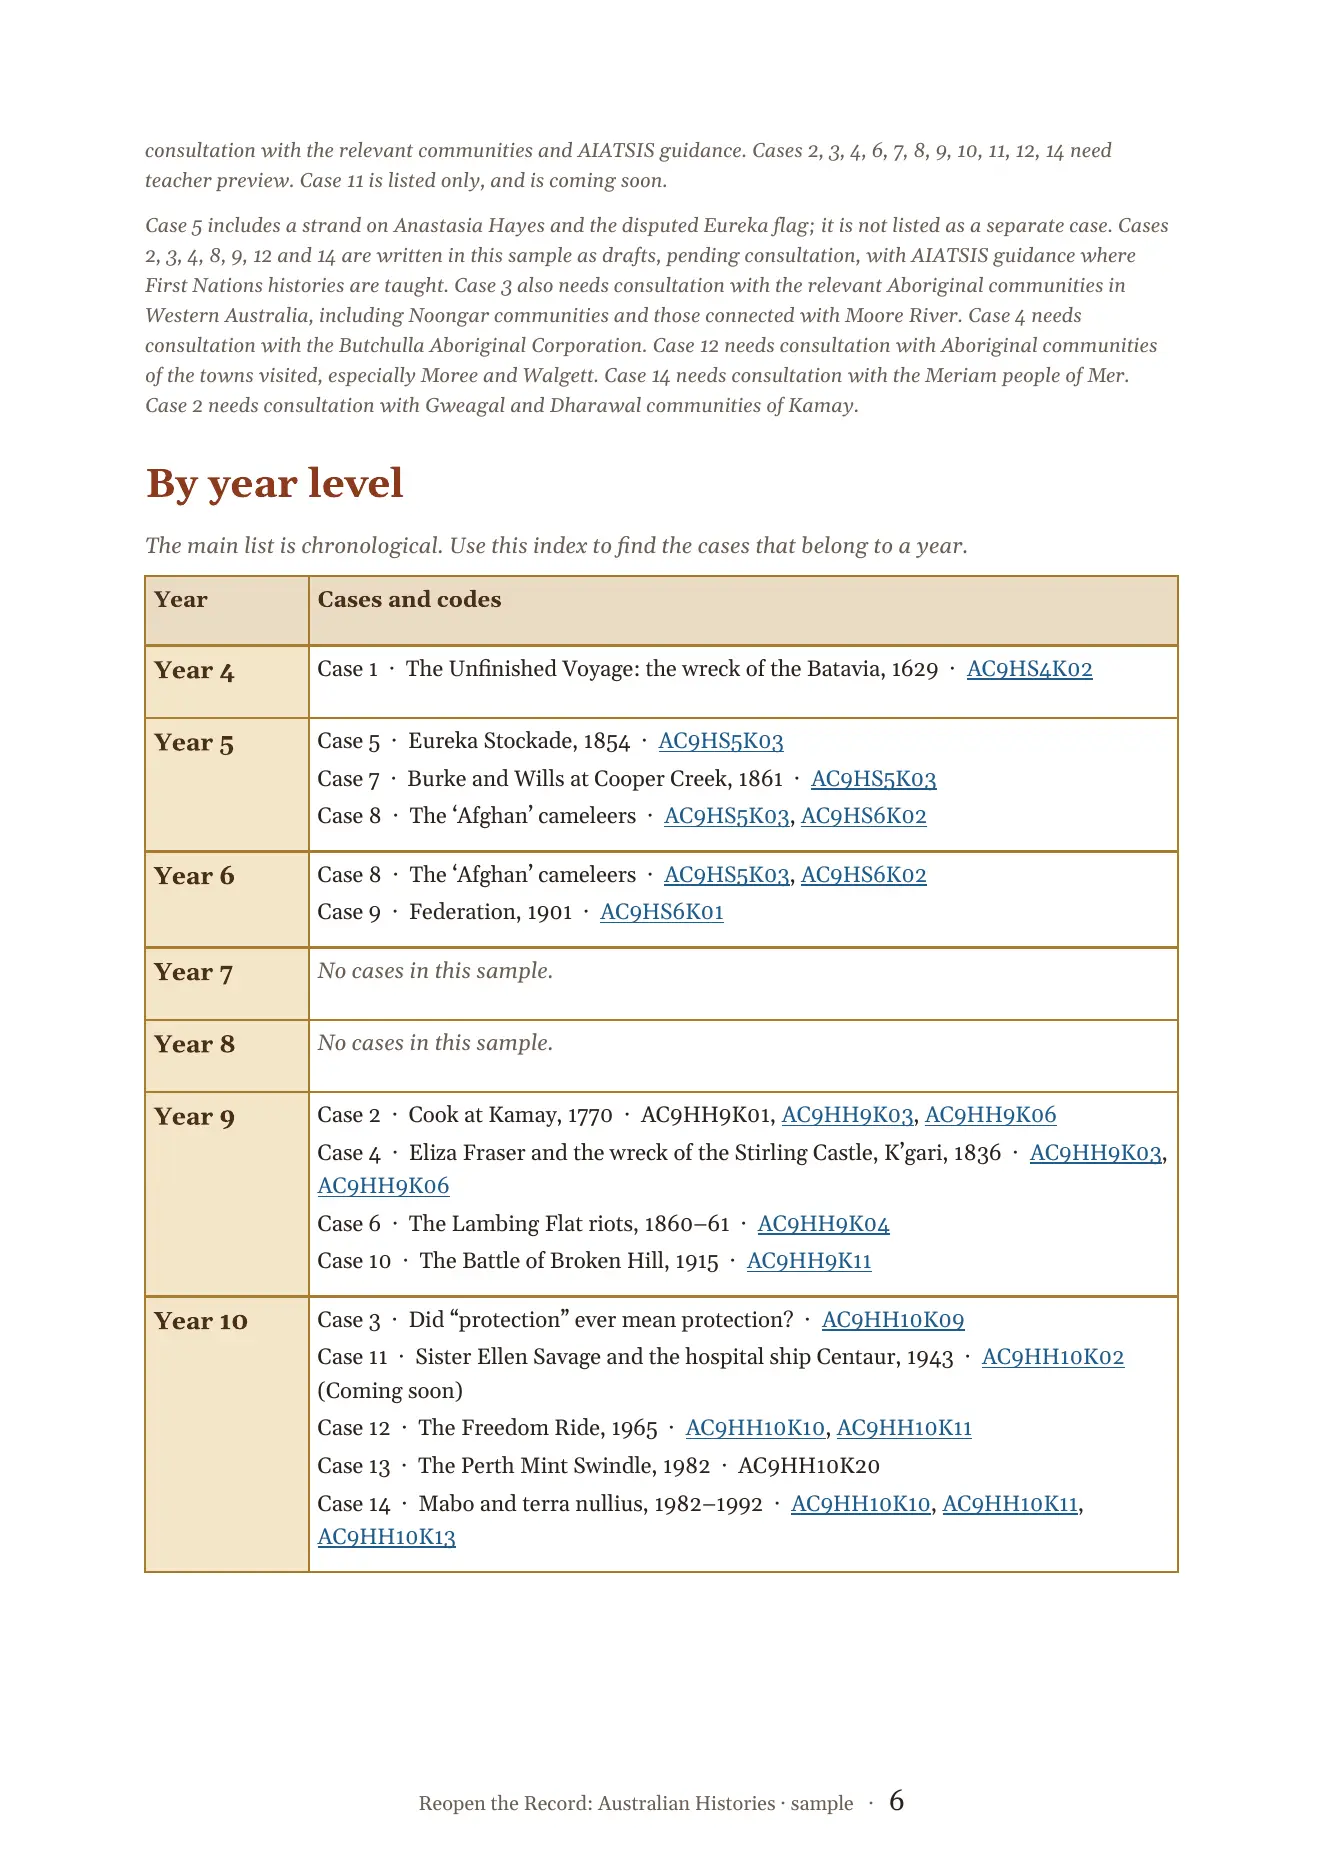 consultation with the relevant communities and AIATSIS guidance. Cases 2, 3, 4, 6, 7, 8, 9, 10, 11, 12, 14 need
teacher preview. Case 11 is listed only, and is coming soon.
Case 5 includes a strand on Anastasia Hayes and the disputed Eureka flag; it is not listed as a separate case. Cases
2, 3, 4, 8, 9, 12 and 14 are written in this sample as drafts, pending consultation, with AIATSIS guidance where
First Nations histories are taught. Case 3 also needs consultation with the relevant Aboriginal communities in
Western Australia, including Noongar communities and those connected with Moore River. Case 4 needs
consultation with the Butchulla Aboriginal Corporation. Case 12 needs consultation with Aboriginal communities
of the towns visited, especially Moree and Walgett. Case 14 needs consultation with the Meriam people of Mer.
Case 2 needs consultation with Gweagal and Dharawal communities of Kamay.
By year level
The main list is chronological. Use this index to find the cases that belong to a year.
Year Cases and codes
Year 4 Case 1 · The Unfinished Voyage: the wreck of the Batavia, 1629 · AC9HS4K02
Year 5 Case 5 · Eureka Stockade, 1854 · AC9HS5K03
Case 7 · Burke and Wills at Cooper Creek, 1861 · AC9HS5K03
Case 8 · The ‘Afghan’ cameleers · AC9HS5K03, AC9HS6K02
Year 6 Case 8 · The ‘Afghan’ cameleers · AC9HS5K03, AC9HS6K02
Case 9 · Federation, 1901 · AC9HS6K01
Year 7 No cases in this sample.
Year 8 No cases in this sample.
Year 9 Case 2 · Cook at Kamay, 1770 · AC9HH9K01, AC9HH9K03, AC9HH9K06
Case 4 · Eliza Fraser and the wreck of the Stirling Castle, K’gari, 1836 · AC9HH9K03,
AC9HH9K06
Case 6 · The Lambing Flat riots, 1860–61 · AC9HH9K04
Case 10 · The Battle of Broken Hill, 1915 · AC9HH9K11
Year 10 Case 3 · Did “protection” ever mean protection? · AC9HH10K09
Case 11 · Sister Ellen Savage and the hospital ship Centaur, 1943 · AC9HH10K02
(Coming soon)
Case 12 · The Freedom Ride, 1965 · AC9HH10K10, AC9HH10K11
Case 13 · The Perth Mint Swindle, 1982 · AC9HH10K20
Case 14 · Mabo and terra nullius, 1982–1992 · AC9HH10K10, AC9HH10K11,
AC9HH10K13
Reopen the Record: Australian Histories · sample · 6